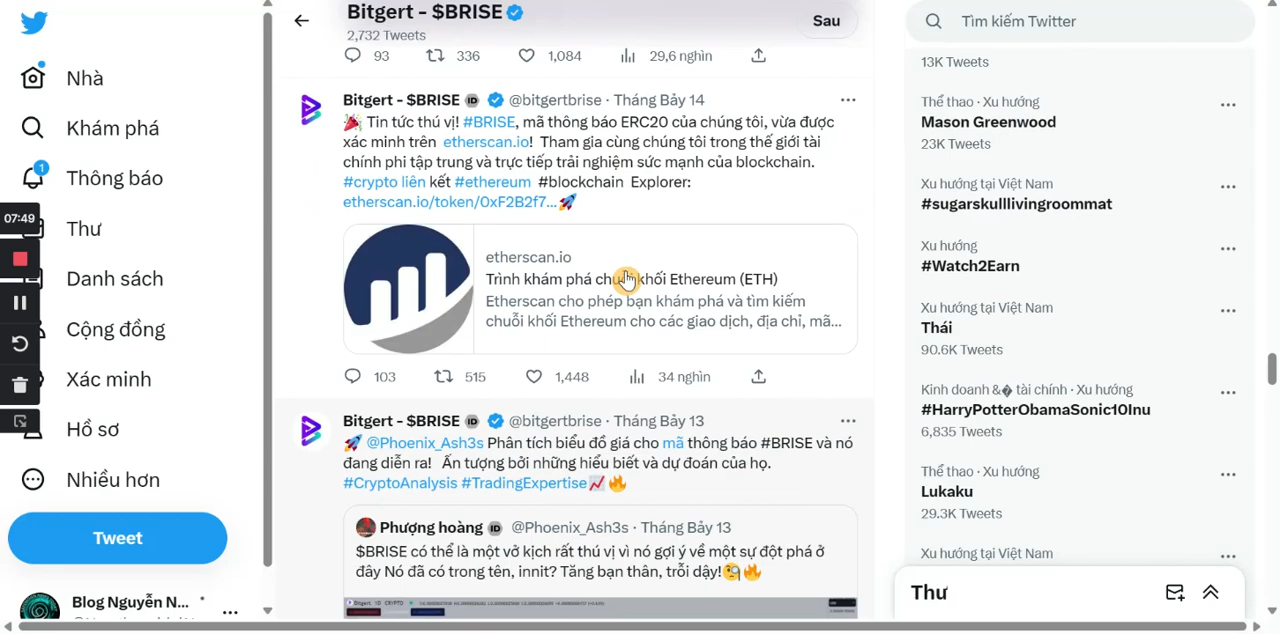 Bitgert - $BRISE
2,732 Tweets
Sau
Tìm kiếm Twitter
Nhà
Khám phá
1
Thông báo
07:49
Thư
Danh sách
Cộng đồng
Xác minh
Hồ sơ
Nhiều hơn
Tweet
Blog Nguyễn N...
93
336
1,084
29,6 nghìn
Bitgert - $BRISE ID @bitgertbrise · Tháng Bảy 14
Tin tức thú vị! #BRISE, mã thông báo ERC20 của chúng tôi, vừa được
xác minh trên etherscan.io! Tham gia cùng chúng tôi trong thế giới tài
chính phi tập trung và trực tiếp trải nghiệm sức mạnh của blockchain.
#crypto liên kết #ethereum #blockchain Explorer:
etherscan.io/token/0xF2B2f7...🚀
etherscan.io
Trình khám phá chuỗi khối Ethereum (ETH)
Etherscan cho phép bạn khám phá và tìm kiếm
chuỗi khối Ethereum cho các giao dịch, địa chỉ, mã...
103
515
1,448
34 nghìn
Bitgert - $BRISE ID @bitgertbrise · Tháng Bảy 13
🚀 @Phoenix_Ash3s Phân tích biểu đồ giá cho mã thông báo #BRISE và nó
đang diễn ra! Ấn tượng bởi những hiểu biết và dự đoán của họ.
#CryptoAnalysis #TradingExpertise📈🔥
Phượng hoàng ID @Phoenix_Ash3s · Tháng Bảy 13
$BRISE có thể là một vở kịch rất thú vị vì nó gợi ý về một sự đột phá ở
đây Nó đã có trong tên, innit? Tăng bạn thân, trỗi dậy!🧐🔥
13K Tweets
Thể thao · Xu hướng
Mason Greenwood
23K Tweets
Xu hướng tại Việt Nam
#sugarskulllivingroommat
Xu hướng
#Watch2Earn
Xu hướng tại Việt Nam
Thái
90.6K Tweets
Kinh doanh &� tài chính · Xu hướng
#HarryPotterObamaSonic10Inu
6,835 Tweets
Thể thao · Xu hướng
Lukaku
29.3K Tweets
Xu hướng tại Việt Nam
Thư